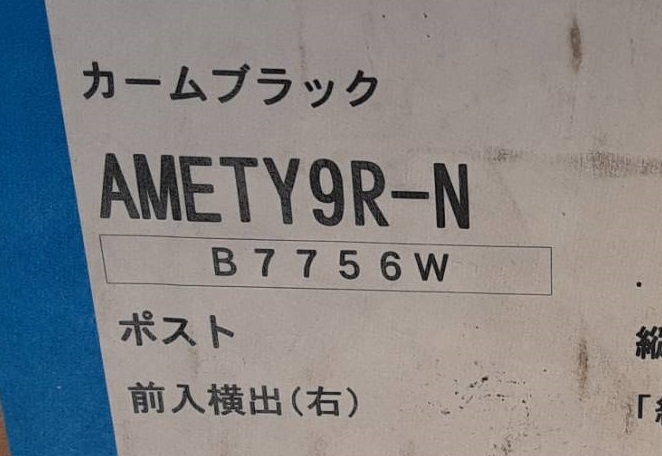 カームブラック
AMETY9R-N
B7756W
ポスト
前入横出(右)